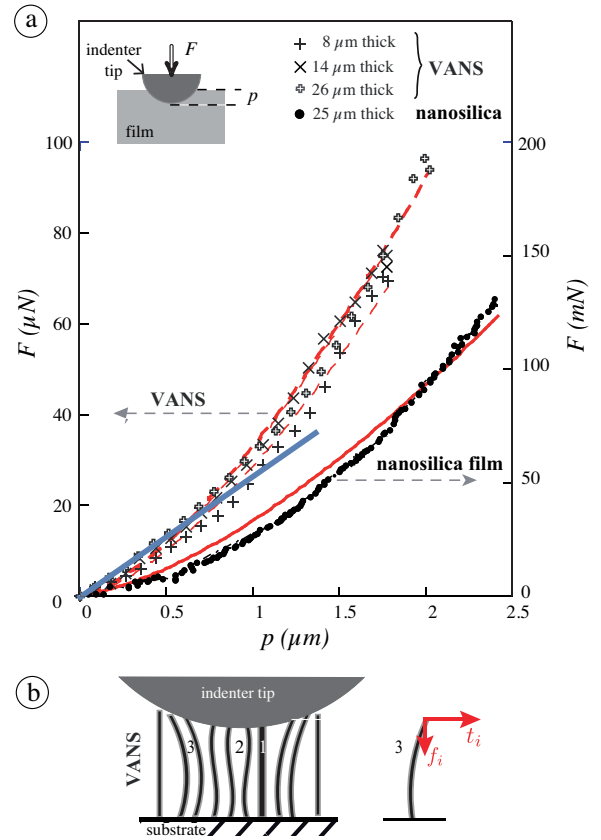 a
indenter
tip
F
p
film
8 µm thick
14 µm thick
26 µm thick
VANS
25 µm thick
nanosilica
100
80
60
40
20
0
F (µN)
200
150
100
50
0
F (mN)
VANS
nanosilica film
0
0.5
1
1.5
2
2.5
p (µm)
b
indenter tip
VANS
3
2
1
substrate
3
t_i
f_i